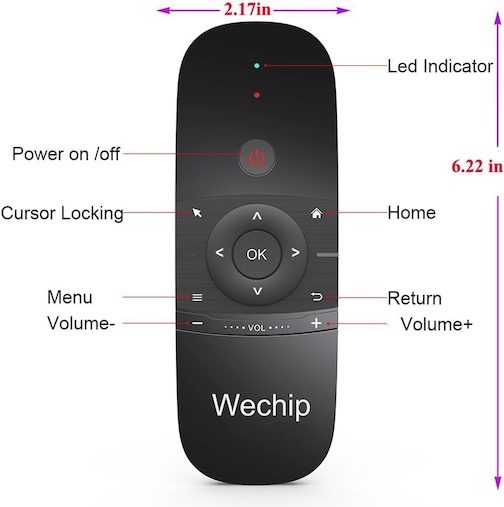 2.17in
Led Indicator
Power on /off
6.22 in
Cursor Locking
Home
OK
Menu
Return
Volume-
VOL
Volume+
Wechip